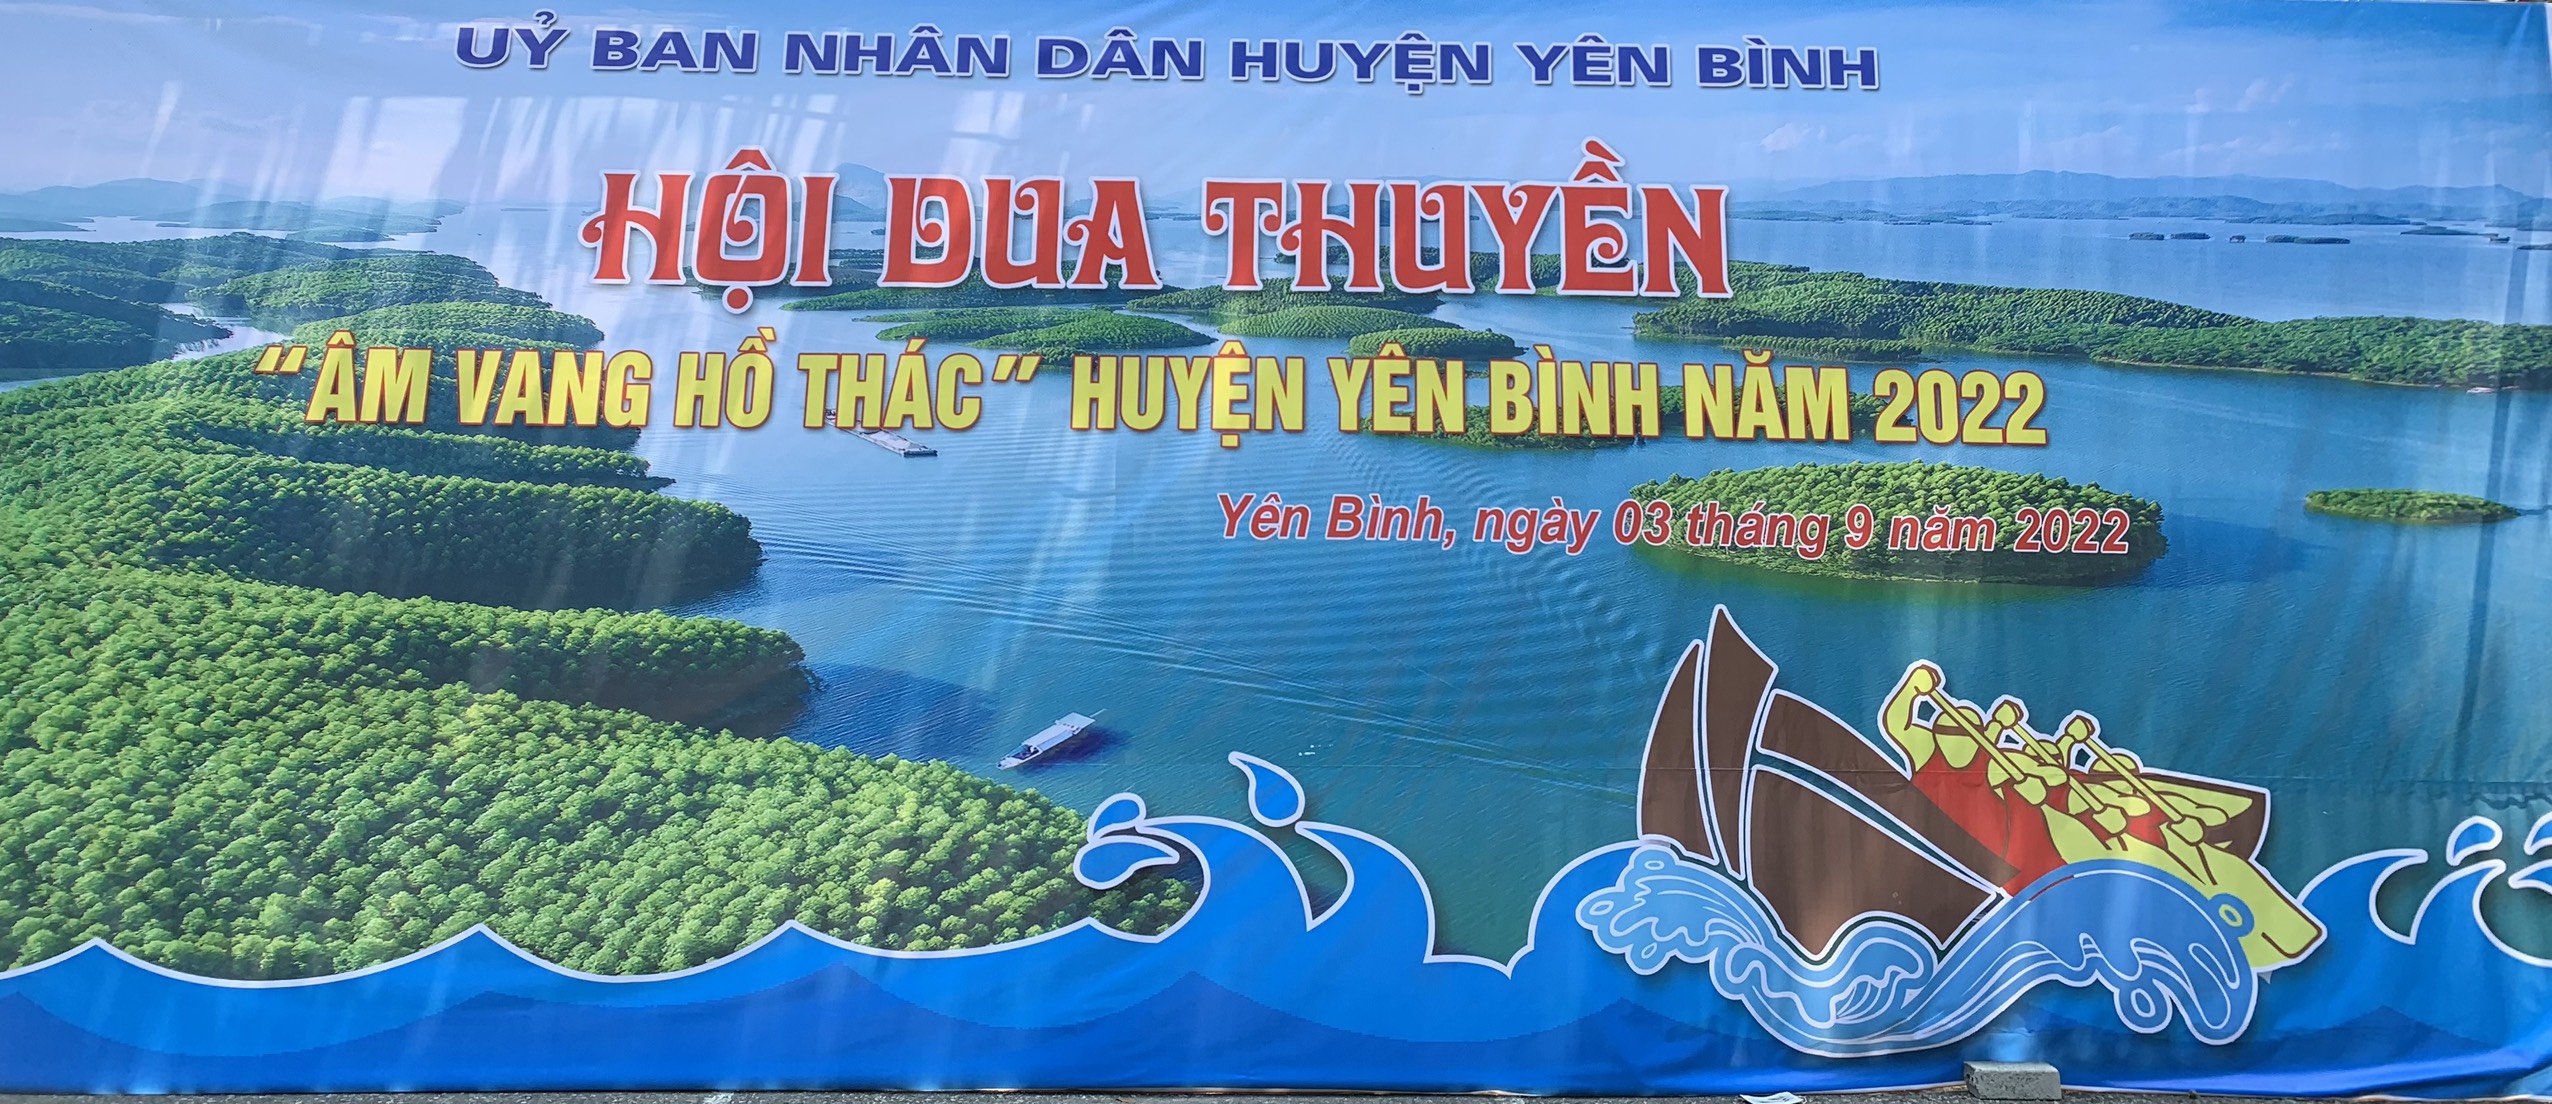 UỶ BAN NHÂN DÂN HUYỆN YÊN BÌNH
HỘI DUA THUYỀN
“ÂM VANG HỒ THÁC” HUYỆN YÊN BÌNH NĂM 2022
Yên Bình, ngày 03 tháng 9 năm 2022